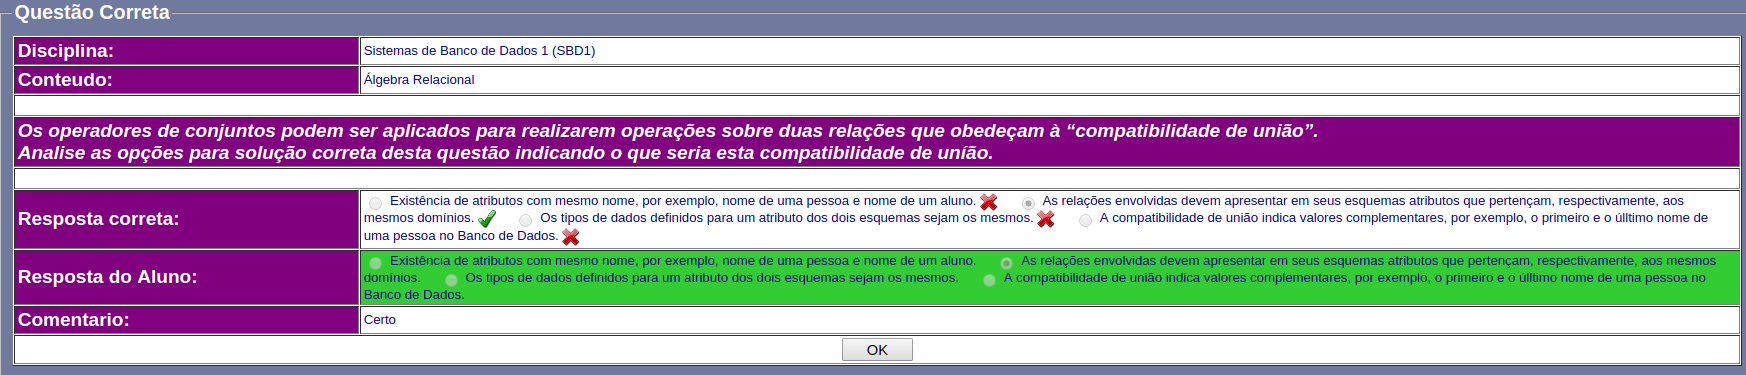 Questão Correta
Disciplina:
Sistemas de Banco de Dados 1 (SBD1)
Conteudo:
Álgebra Relacional
Os operadores de conjuntos podem ser aplicados para realizarem operações sobre duas relações que obedeçam à “compatibilidade de união”.
Analise as opções para solução correta desta questão indicando o que seria esta compatibilidade de união.
Resposta correta:
Existência de atributos com mesmo nome, por exemplo, nome de uma pessoa e nome de um aluno. As relações envolvidas devem apresentar em seus esquemas atributos que pertençam, respectivamente, aos
mesmos domínios. Os tipos de dados definidos para um atributo dos dois esquemas sejam os mesmos. A compatibilidade de união indica valores complementares, por exemplo, o primeiro e o úlltimo nome de
uma pessoa no Banco de Dados.
Resposta do Aluno:
Existência de atributos com mesmo nome, por exemplo, nome de uma pessoa e nome de um aluno. As relações envolvidas devem apresentar em seus esquemas atributos que pertençam, respectivamente, aos mesmos
domínios. Os tipos de dados definidos para um atributo dos dois esquemas sejam os mesmos. A compatibilidade de união indica valores complementares, por exemplo, o primeiro e o úlltimo nome de uma pessoa no
Banco de Dados.
Comentario:
Certo
OK